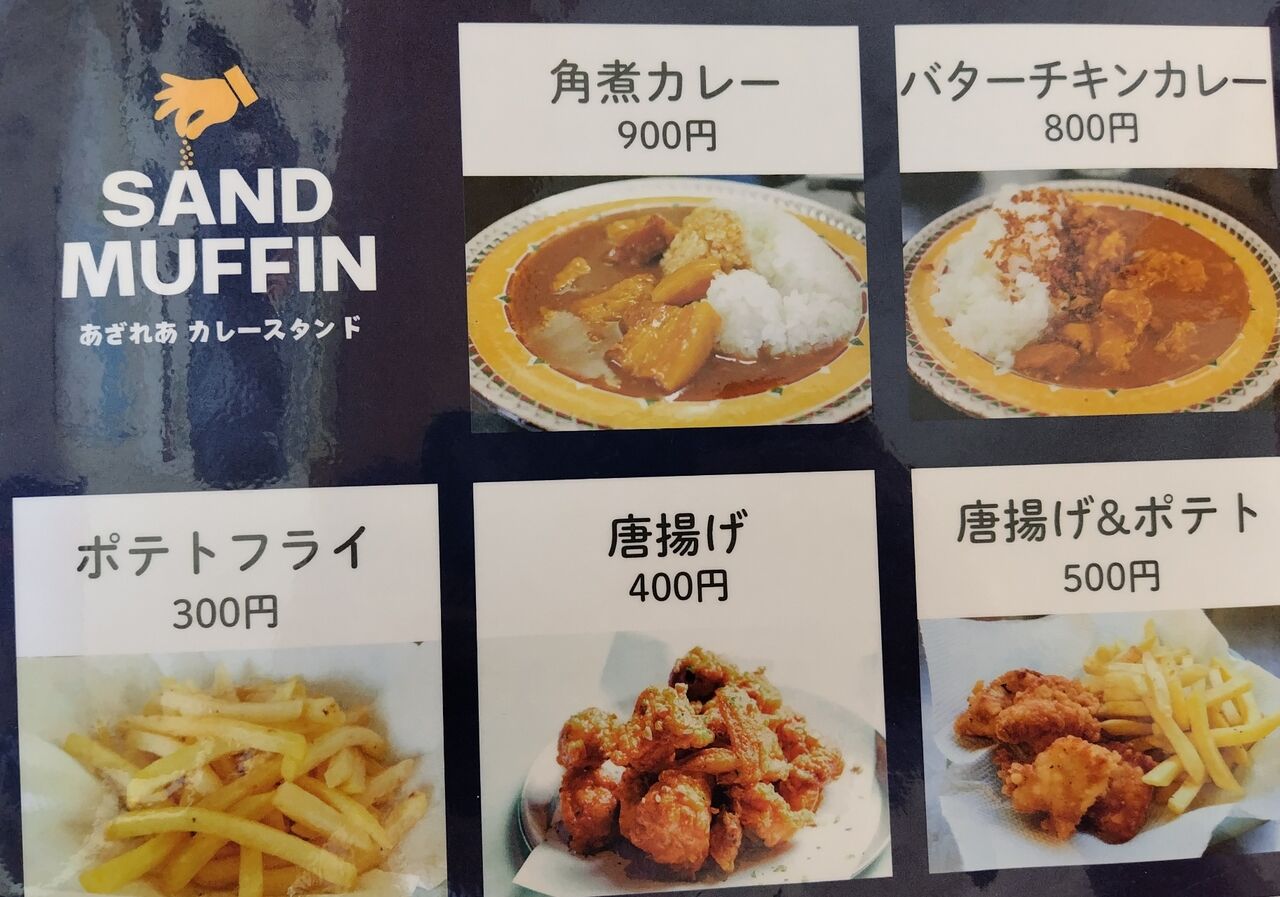 SAND
MUFFIN
あざれあ カレースタンド
角煮カレー
900円
バターチキンカレー
800円
ポテトフライ
300円
唐揚げ
400円
唐揚げ&ポテト
500円